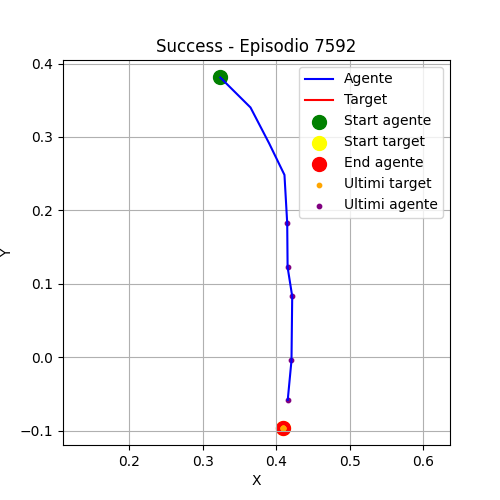 Success - Episodio 7592
Agente
Target
Start agente
Start target
End agente
Ultimi target
Ultimi agente
0.4
0.3
0.2
0.1
0.0
−0.1
Y
0.2
0.3
0.4
0.5
0.6
X